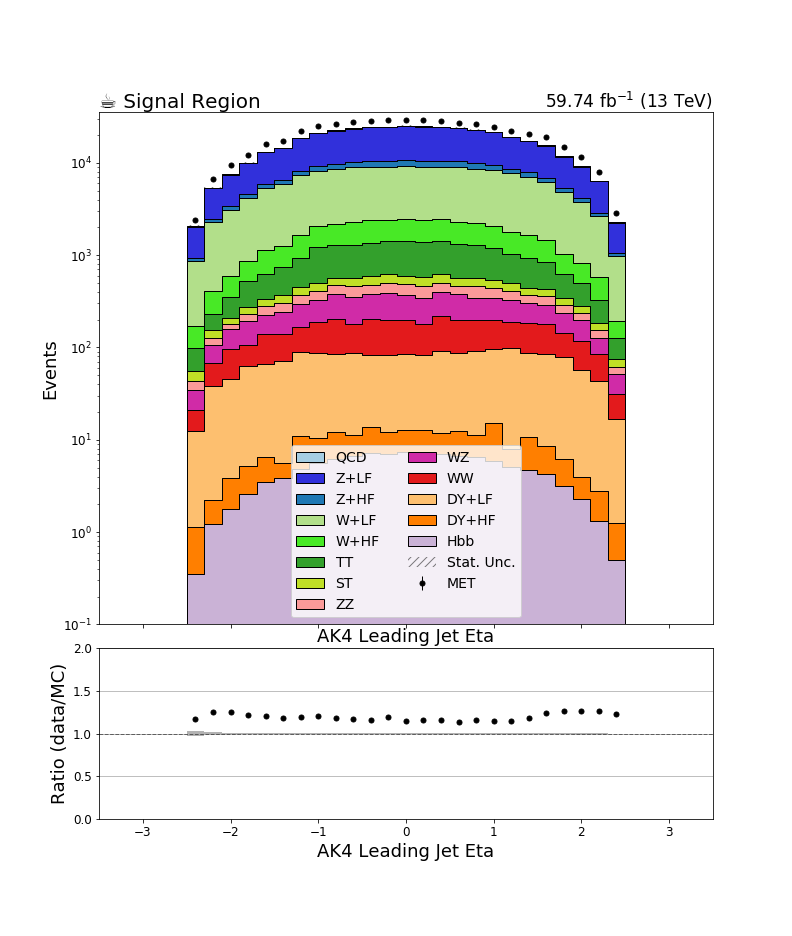 ☕ Signal Region 59.74 fb⁻¹ (13 TeV)
Events
10⁴
10³
10²
10¹
10⁰
10⁻¹
QCD WZ
Z+LF WW
Z+HF DY+LF
W+LF DY+HF
W+HF Hbb
TT Stat. Unc.
ST MET
ZZ
AK4 Leading Jet Eta
Ratio (data/MC)
2.0
1.5
1.0
0.5
0.0
−3 −2 −1 0 1 2 3
AK4 Leading Jet Eta